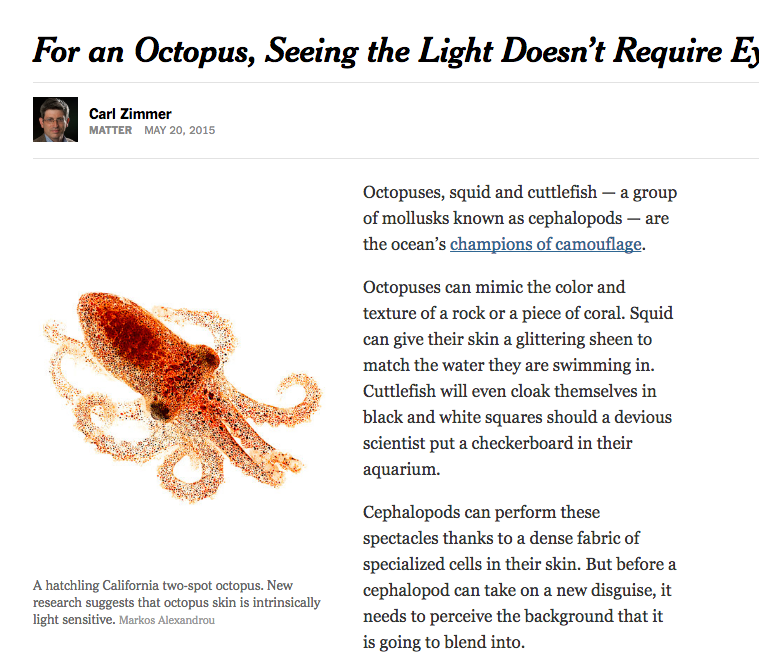 For an Octopus, Seeing the Light Doesn’t Require
Carl Zimmer
MATTER MAY 20, 2015
Octopuses, squid and cuttlefish — a group
of mollusks known as cephalopods — are
the ocean’s champions of camouflage.
Octopuses can mimic the color and
texture of a rock or a piece of coral. Squid
can give their skin a glittering sheen to
match the water they are swimming in.
Cuttlefish will even cloak themselves in
black and white squares should a devious
scientist put a checkerboard in their
aquarium.
Cephalopods can perform these
spectacles thanks to a dense fabric of
specialized cells in their skin. But before a
cephalopod can take on a new disguise, it
needs to perceive the background that it
is going to blend into.
A hatchling California two-spot octopus. New
research suggests that octopus skin is intrinsically
light sensitive. Markos Alexandrou